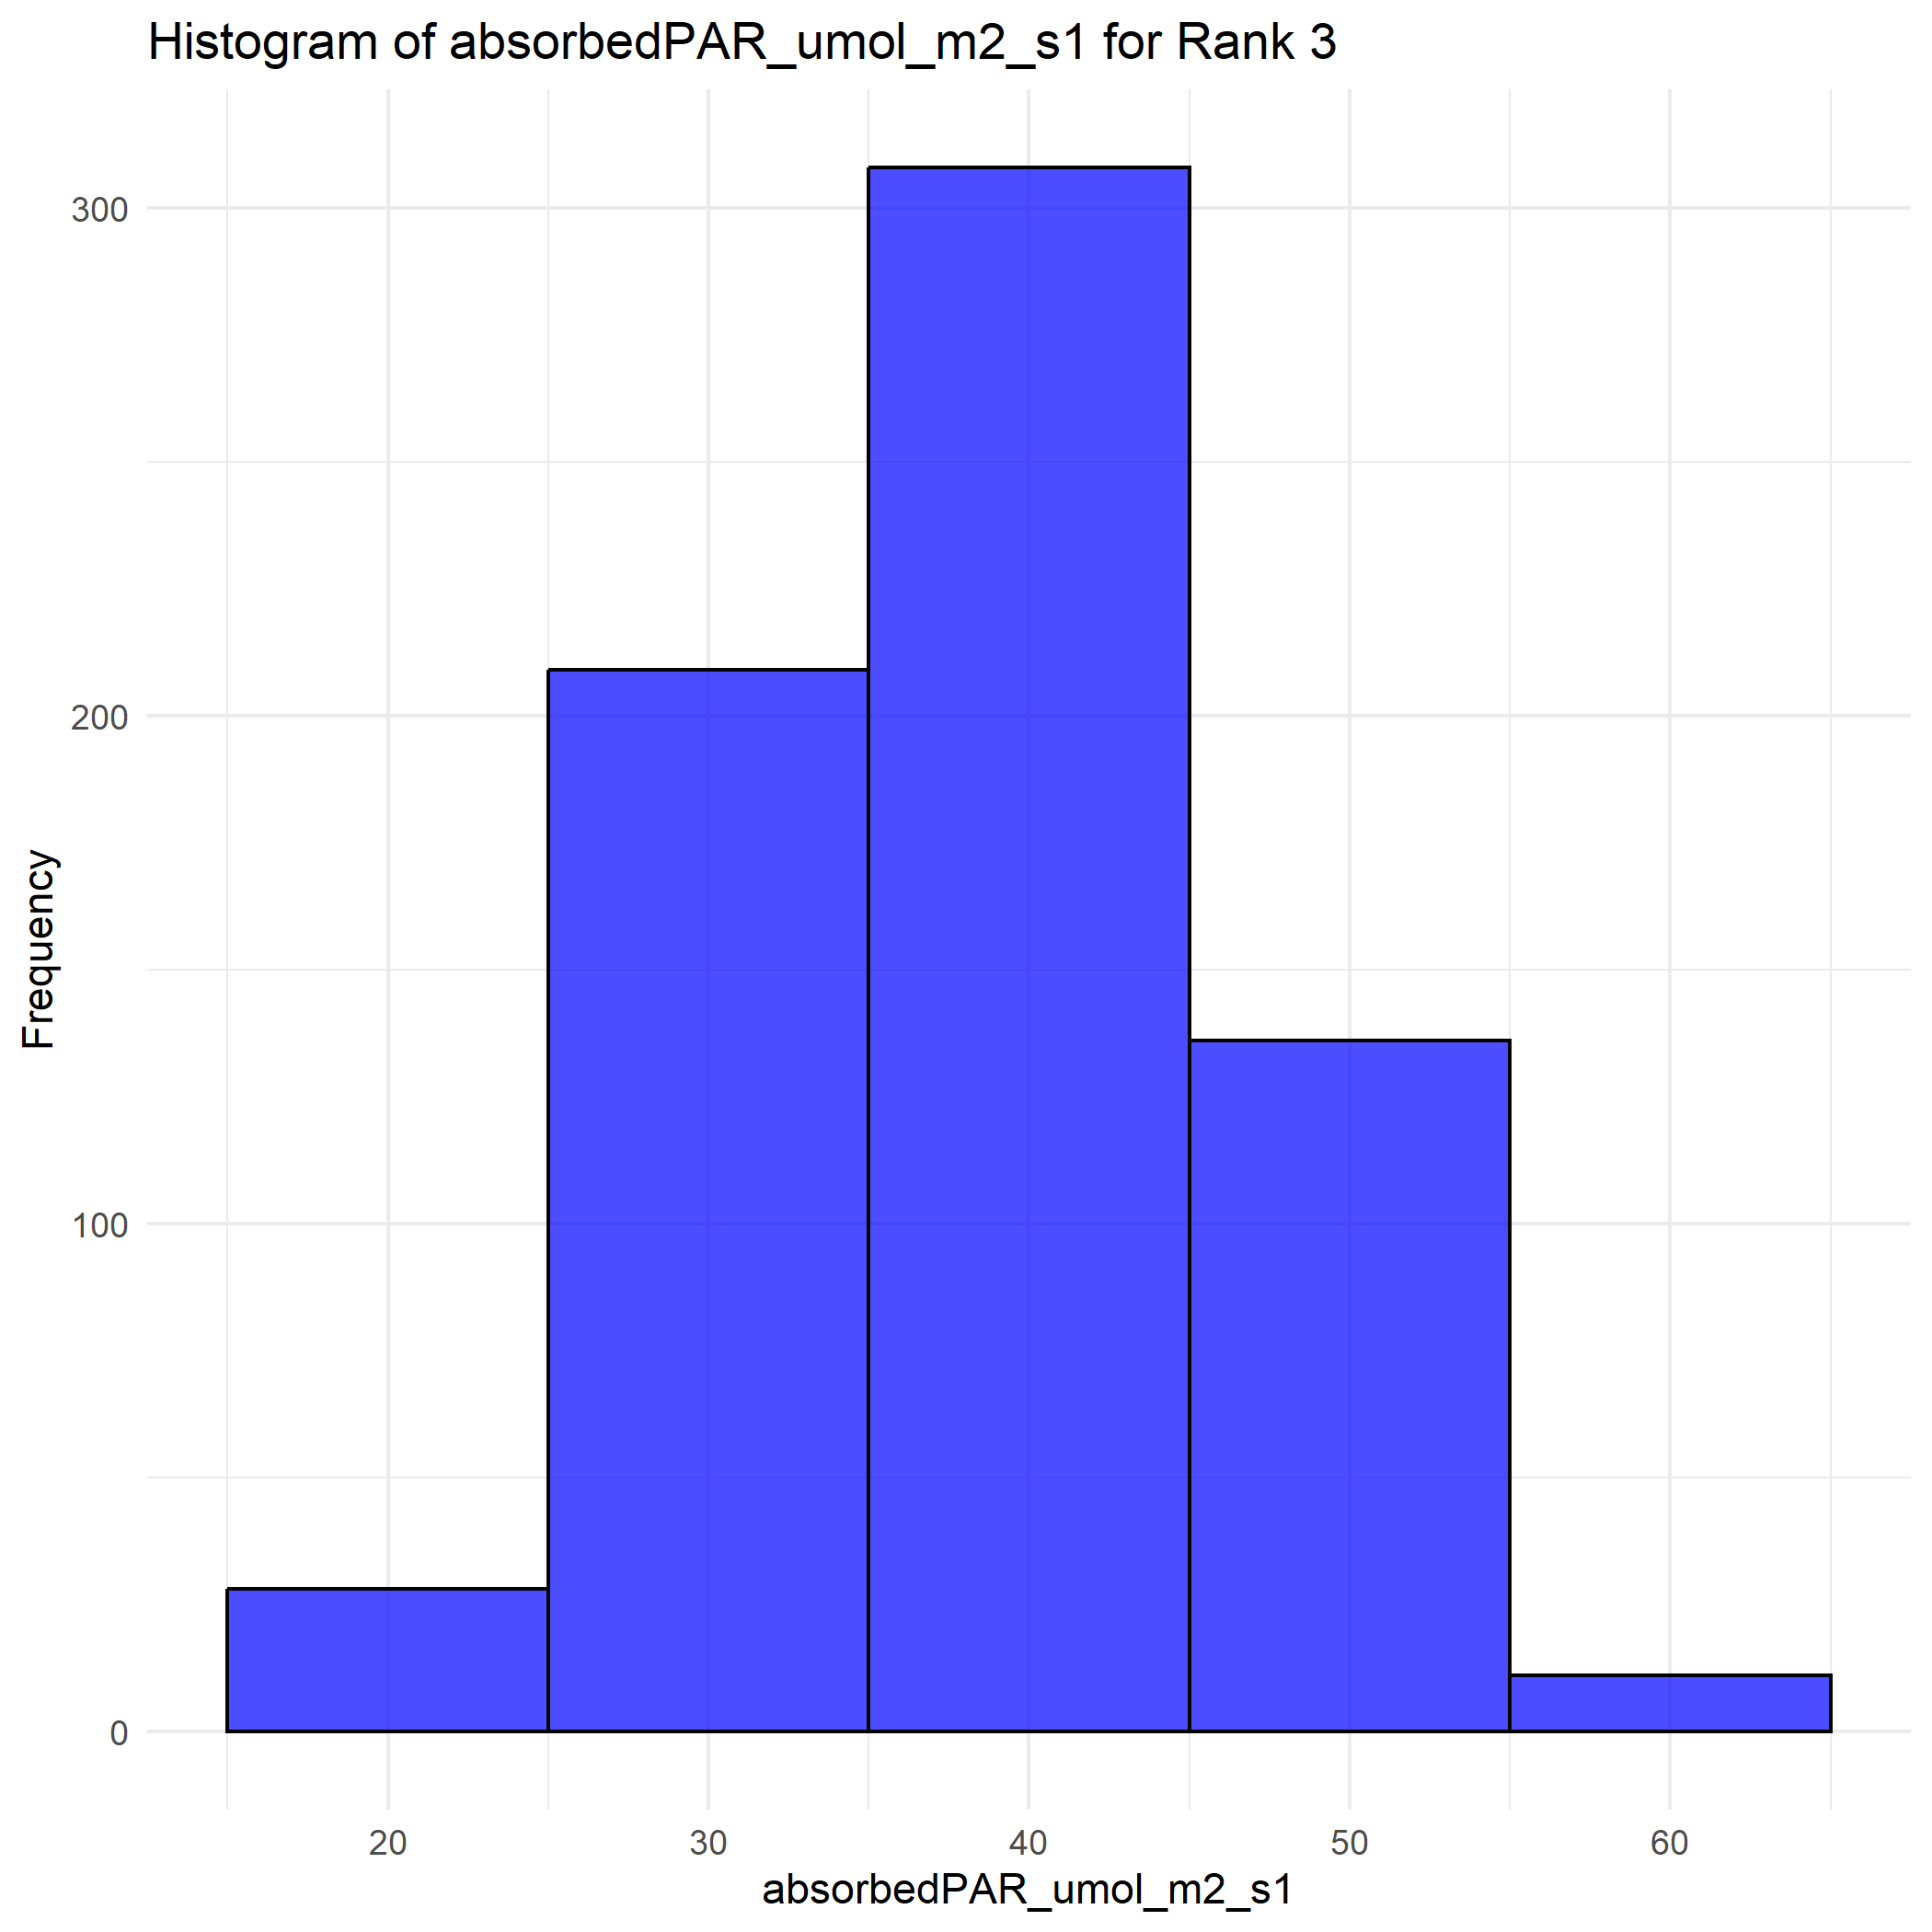 Histogram of absorbedPAR_umol_m2_s1 for Rank 3
Frequency
300
200
100
0
20 30 40 50 60
absorbedPAR_umol_m2_s1